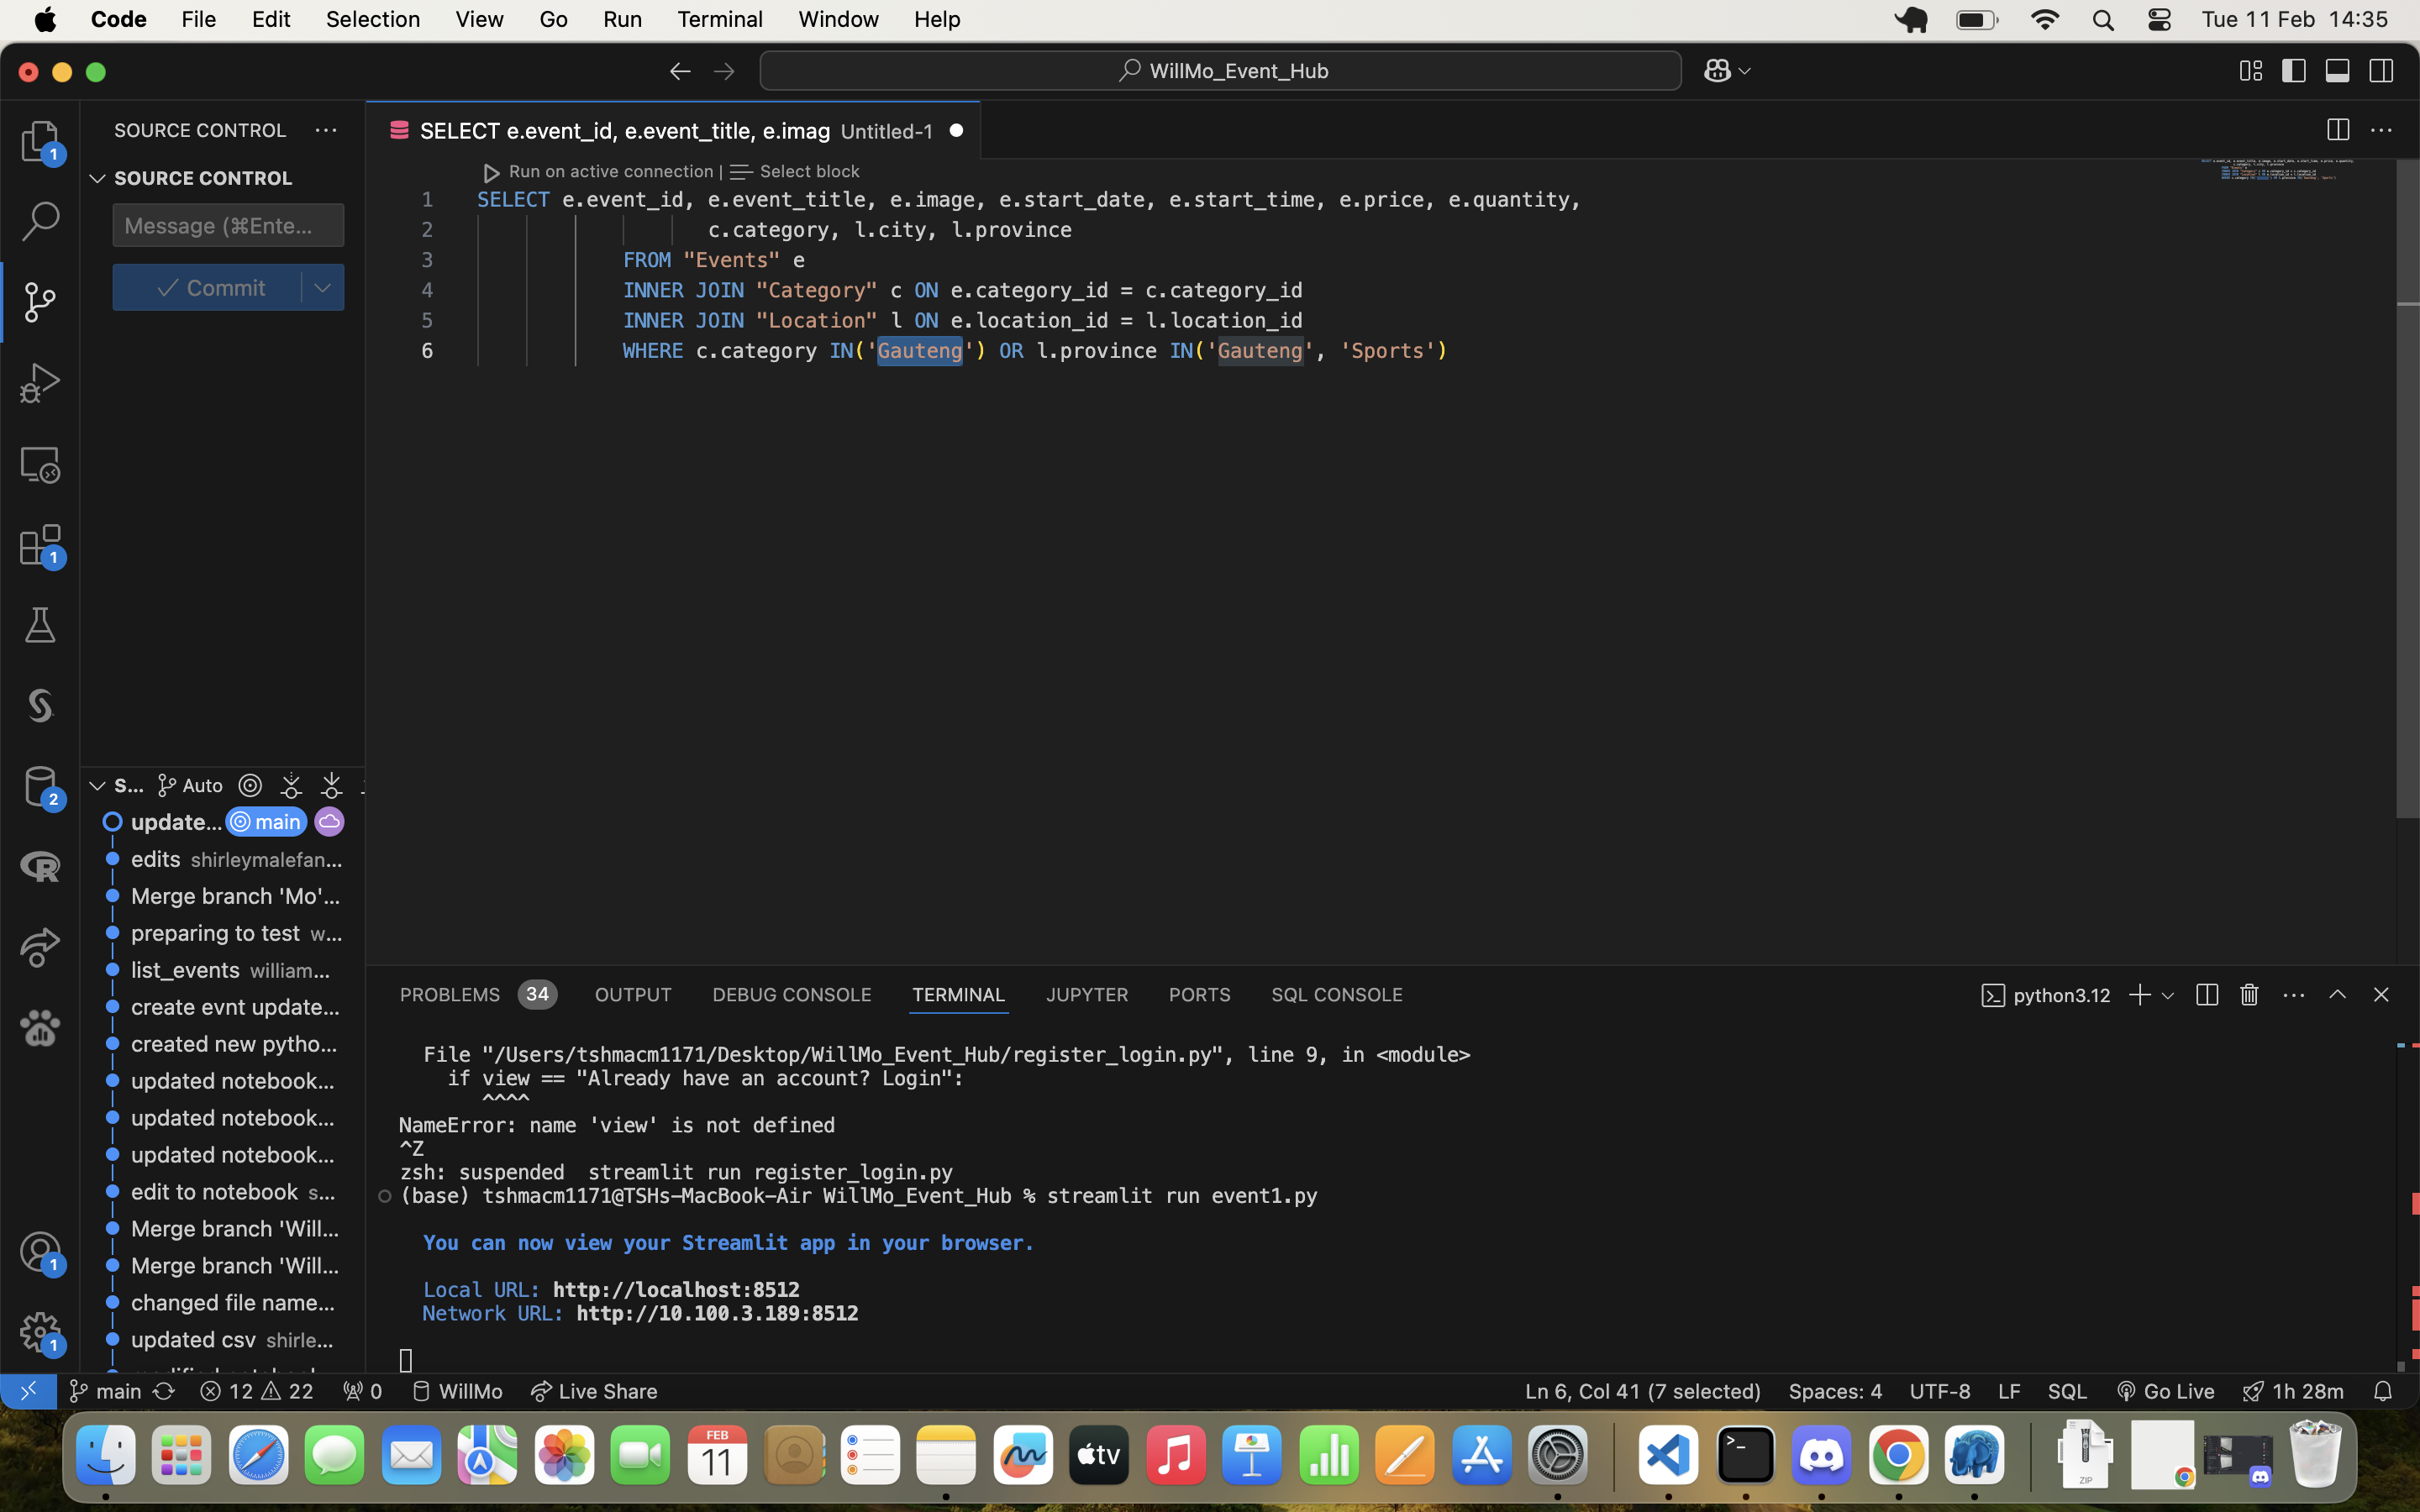 Code File Edit Selection View Go Run Terminal Window Help Tue 11 Feb 14:35
WillMo_Event_Hub
SOURCE CONTROL ···
SOURCE CONTROL
Message (⌘Ente...
Commit
SELECT e.event_id, e.event_title, e.imag Untitled-1
Run on active connection | Select block
1 SELECT e.event_id, e.event_title, e.image, e.start_date, e.start_time, e.price, e.quantity,
2 c.category, l.city, l.province
3 FROM "Events" e
4 INNER JOIN "Category" c ON e.category_id = c.category_id
5 INNER JOIN "Location" l ON e.location_id = l.location_id
6 WHERE c.category IN('Gauteng') OR l.province IN('Gauteng', 'Sports')
1
1
2
1
1
S... Auto
update... main
edits shirleymalefan...
Merge branch 'Mo'...
preparing to test w...
list_events william...
create evnt update...
created new pytho...
updated notebook...
updated notebook...
updated notebook...
edit to notebook s...
Merge branch 'Will...
Merge branch 'Will...
changed file name...
updated csv shirle...
PROBLEMS 34 OUTPUT DEBUG CONSOLE TERMINAL JUPYTER PORTS SQL CONSOLE python3.12
File "/Users/tshmacm1171/Desktop/WillMo_Event_Hub/register_login.py", line 9, in <module>
if view == "Already have an account? Login":
^^^^
NameError: name 'view' is not defined
^Z
zsh: suspended streamlit run register_login.py
(base) tshmacm1171@TSHs-MacBook-Air WillMo_Event_Hub % streamlit run event1.py
You can now view your Streamlit app in your browser.
Local URL: http://localhost:8512
Network URL: http://10.100.3.189:8512
main 12 22 0 WillMo Live Share Ln 6, Col 41 (7 selected) Spaces: 4 UTF-8 LF SQL Go Live 1h 28m
FEB
11
tv
ZIP